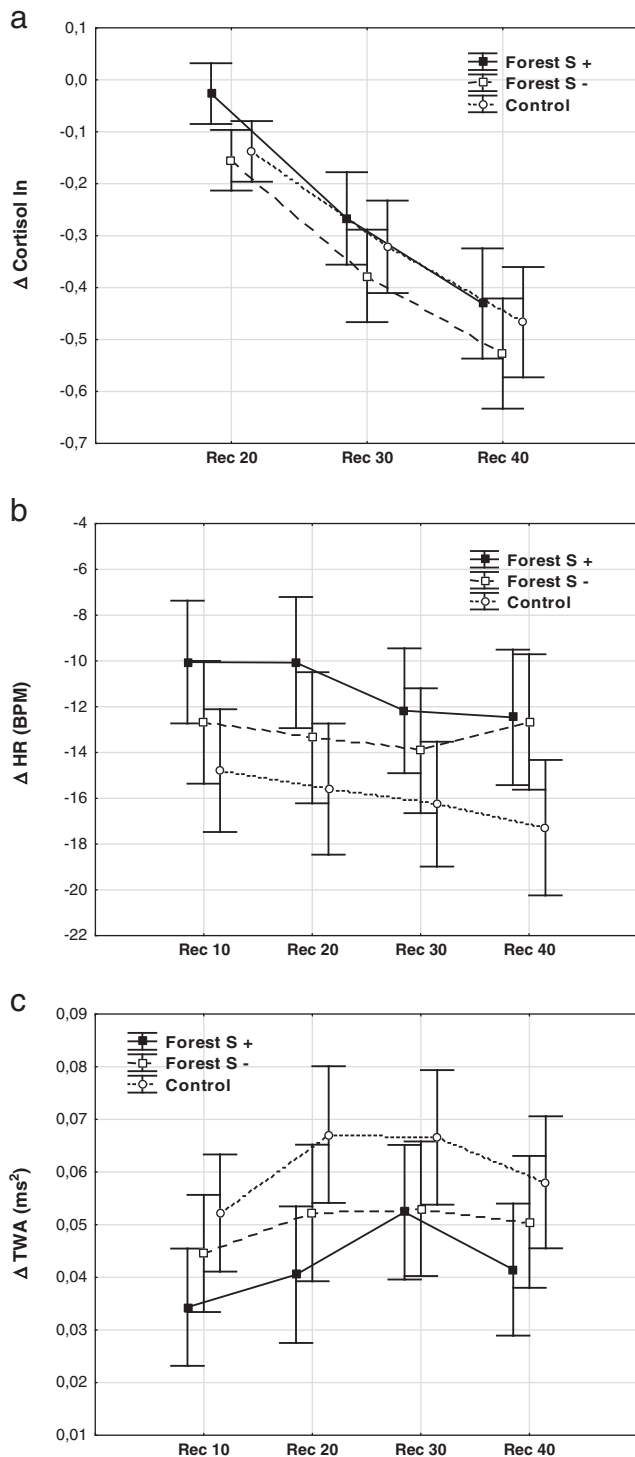 a
0,1
0,0
-0,1
-0,2
-0,3
-0,4
-0,5
-0,6
-0,7
Δ Cortisol ln
Forest S +
Forest S -
Control
Rec 20 Rec 30 Rec 40
b
-4
-6
-8
-10
-12
-14
-16
-18
-20
-22
Δ HR (BPM)
Forest S +
Forest S -
Control
Rec 10 Rec 20 Rec 30 Rec 40
c
0,09
0,08
0,07
0,06
0,05
0,04
0,03
0,02
0,01
Δ TWA (ms²)
Forest S +
Forest S -
Control
Rec 10 Rec 20 Rec 30 Rec 40